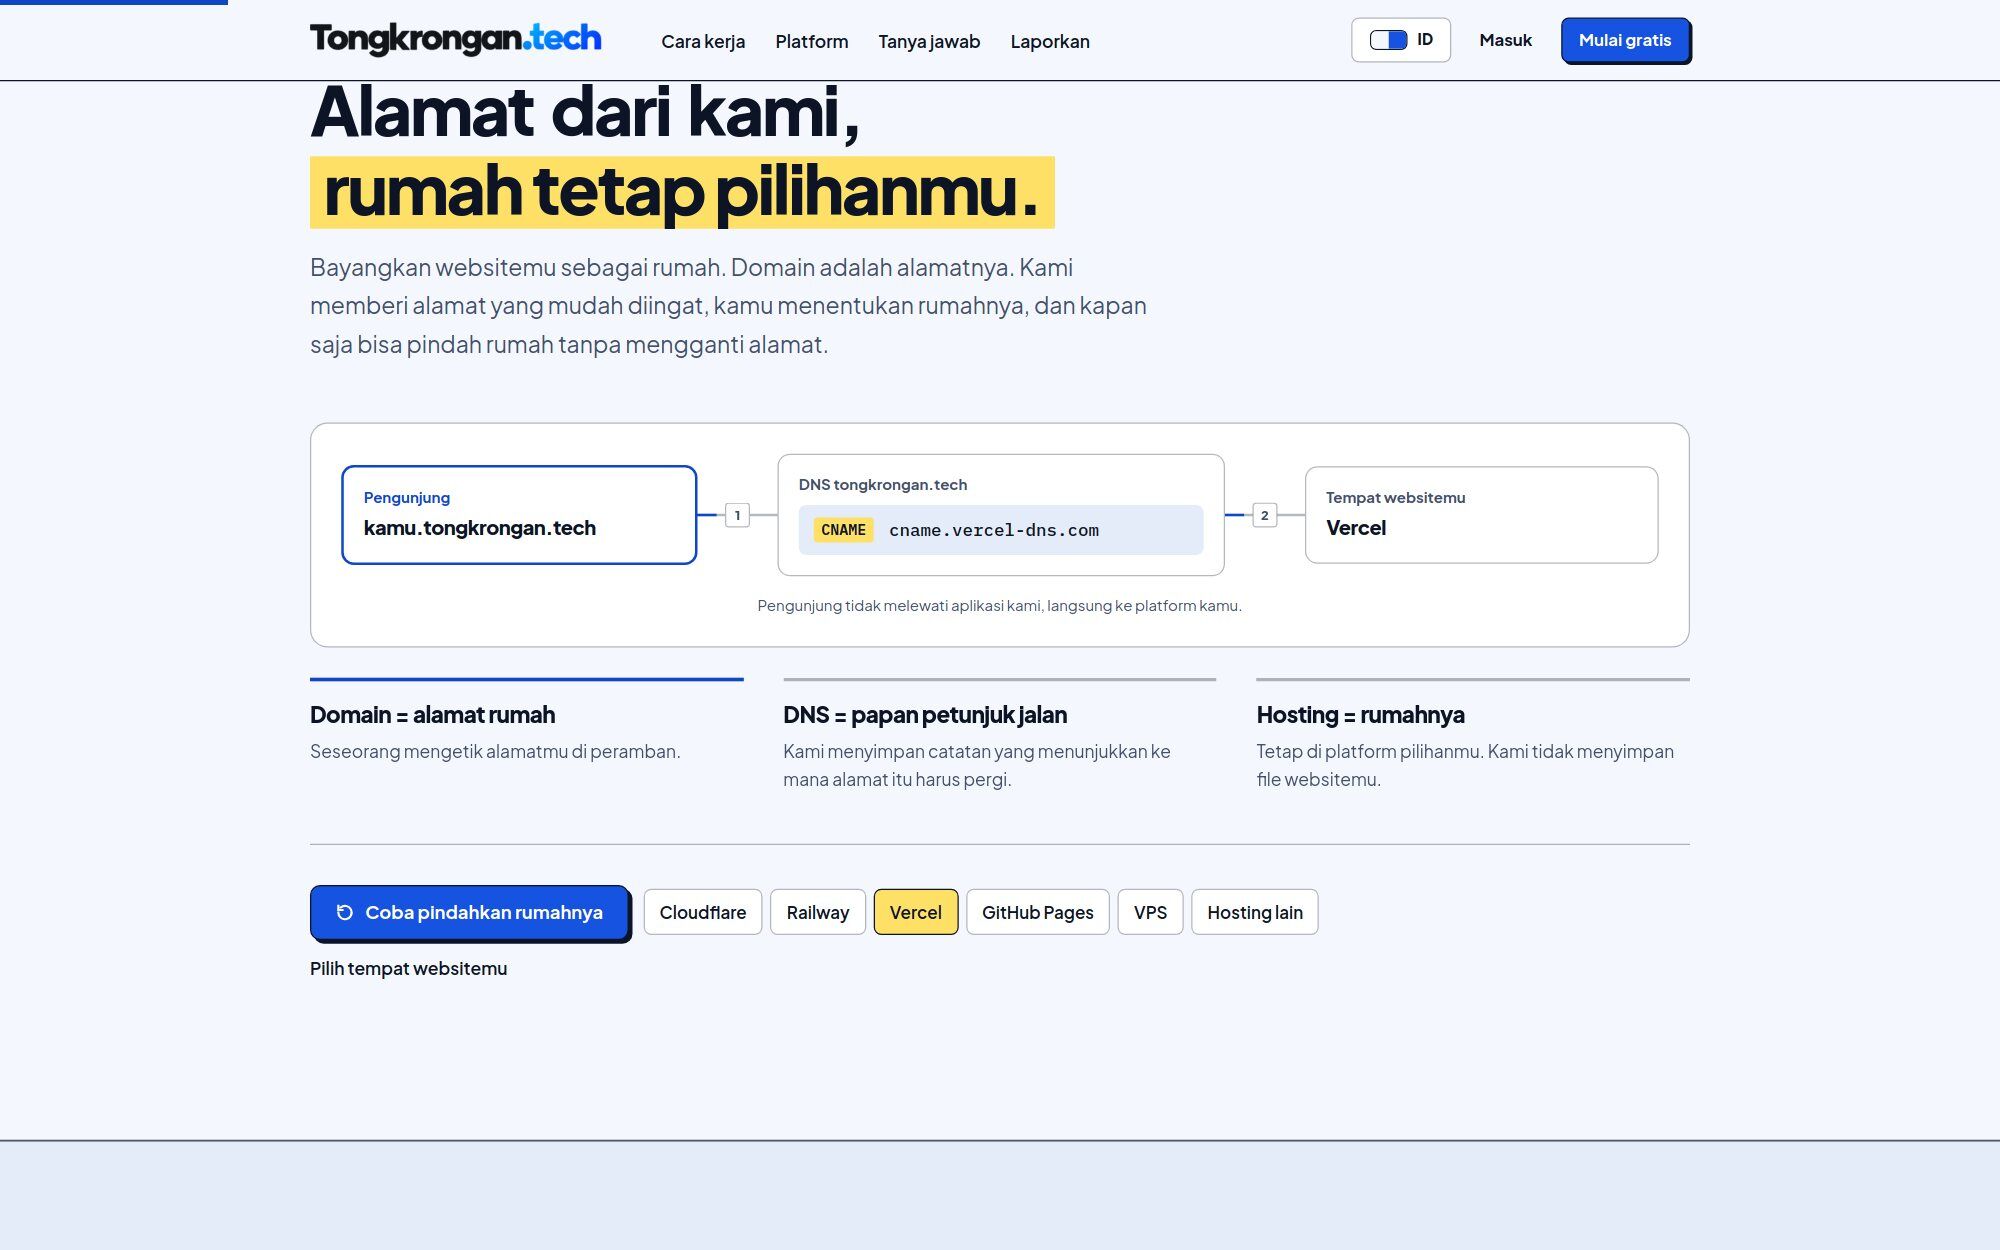 Tongkrongan.tech
Cara kerja
Platform
Tanya jawab
Laporkan
ID
Masuk
Mulai gratis
Alamat dari kami,
rumah tetap pilihanmu.
Bayangkan websitemu sebagai rumah. Domain adalah alamatnya. Kami
memberi alamat yang mudah diingat, kamu menentukan rumahnya, dan kapan
saja bisa pindah rumah tanpa mengganti alamat.
Pengunjung
kamu.tongkrongan.tech
1
DNS tongkrongan.tech
CNAME cname.vercel-dns.com
2
Tempat websitemu
Vercel
Pengunjung tidak melewati aplikasi kami, langsung ke platform kamu.
Domain = alamat rumah
Seseorang mengetik alamatmu di peramban.
DNS = papan petunjuk jalan
Kami menyimpan catatan yang menunjukkan ke
mana alamat itu harus pergi.
Hosting = rumahnya
Tetap di platform pilihanmu. Kami tidak menyimpan
file websitemu.
Coba pindahkan rumahnya
Cloudflare
Railway
Vercel
GitHub Pages
VPS
Hosting lain
Pilih tempat websitemu